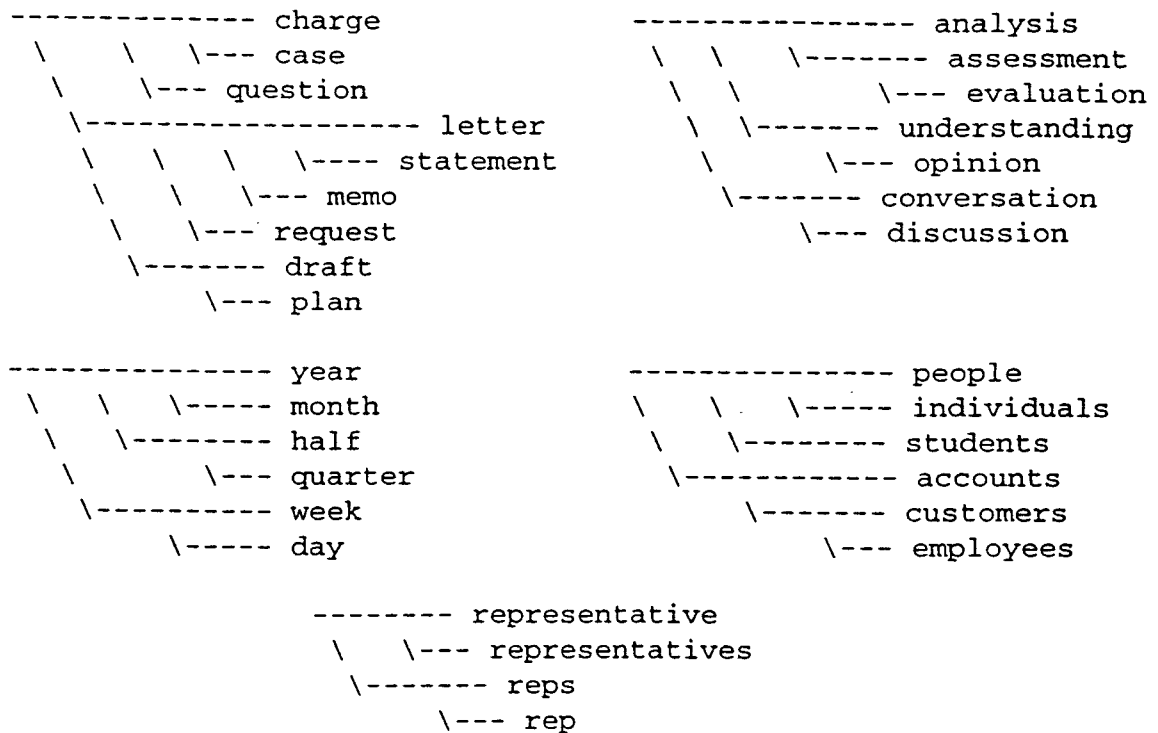 charge
case
question
letter
statement
memo
request
draft
plan
analysis
assessment
evaluation
understanding
opinion
conversation
discussion
year
month
half
quarter
week
day
people
individuals
students
accounts
customers
employees
representative
representatives
reps
rep